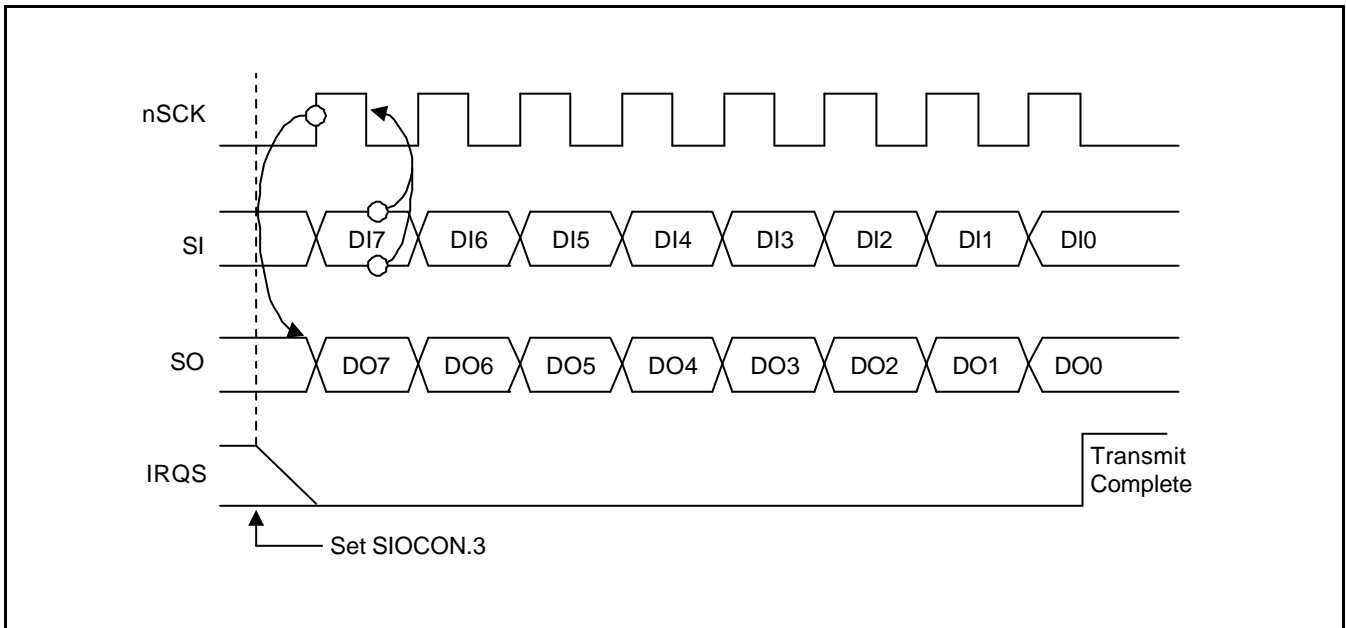 nSCK
SI
DI7 DI6 DI5 DI4 DI3 DI2 DI1 DI0
SO
DO7 DO6 DO5 DO4 DO3 DO2 DO1 DO0
IRQS
Transmit
Complete
Set SIOCON.3